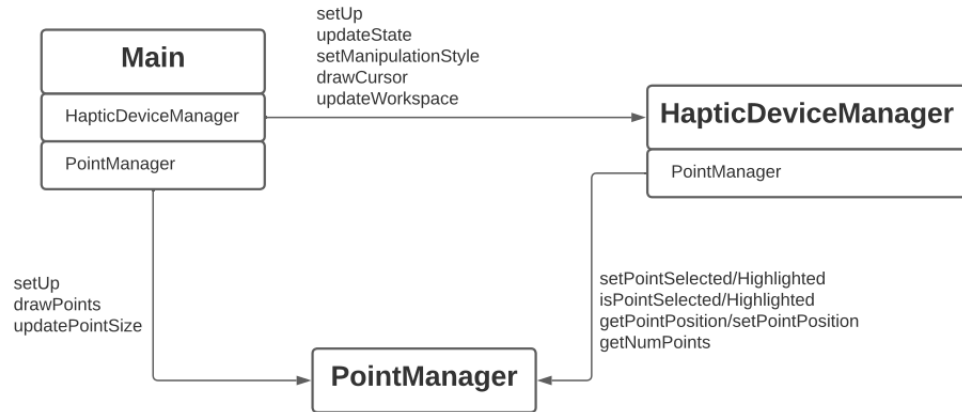 setUp
updateState
setManipulationStyle
drawCursor
updateWorkspace
Main
HapticDeviceManager
PointManager
HapticDeviceManager
PointManager
setUp
drawPoints
updatePointSize
setPointSelected/Highlighted
isPointSelected/Highlighted
getPointPosition/setPointPosition
getNumPoints
PointManager